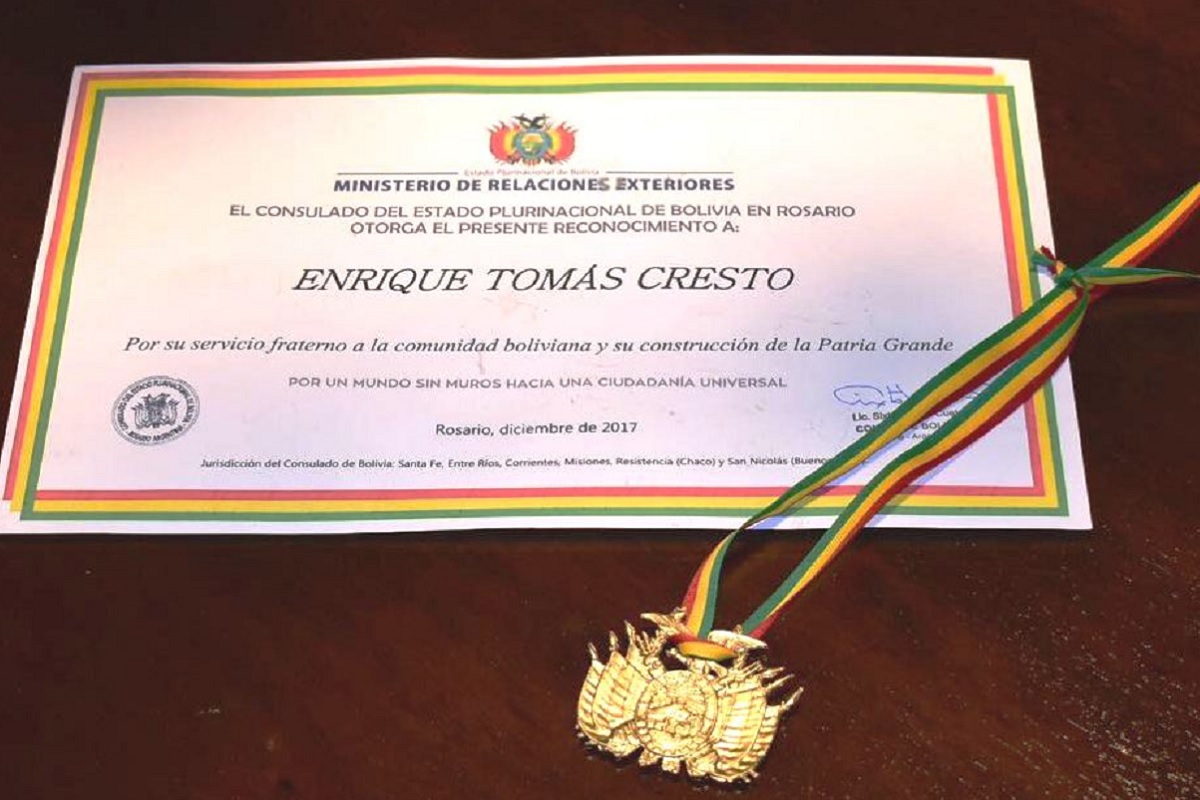 Estado Plurinacional de Bolivia
MINISTERIO DE RELACIONES EXTERIORES
EL CONSULADO DEL ESTADO PLURINACIONAL DE BOLIVIA EN ROSARIO
OTORGA EL PRESENTE RECONOCIMIENTO A:
ENRIQUE TOMÁS CRESTO
Por su servicio fraterno a la comunidad boliviana y su construcción de la Patria Grande
POR UN MUNDO SIN MUROS HACIA UNA CIUDADANÍA UNIVERSAL
Lic.
Rosario, diciembre de 2017
Jurisdicción del Consulado de Bolivia: Santa Fe, Entre Ríos, Corrientes, Misiones, Resistencia (Chaco) y San Nicolás